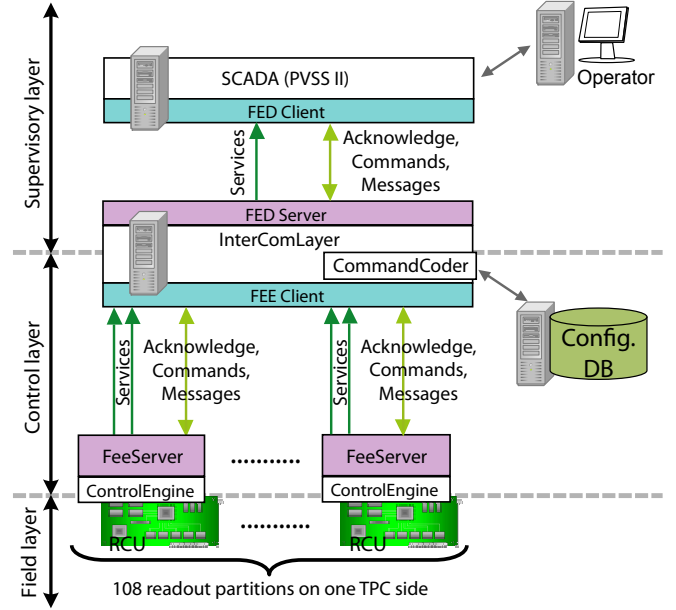 Supervisory layer
Control layer
Field layer
SCADA (PVSS II)
FED Client
Operator
Services
Acknowledge,
Commands,
Messages
FED Server
InterComLayer
CommandCoder
FEE Client
Config.
DB
Services
Acknowledge,
Commands,
Messages
Services
Acknowledge,
Commands,
Messages
FeeServer
...........
FeeServer
ControlEngine
ControlEngine
RCU
...........
RCU
108 readout partitions on one TPC side